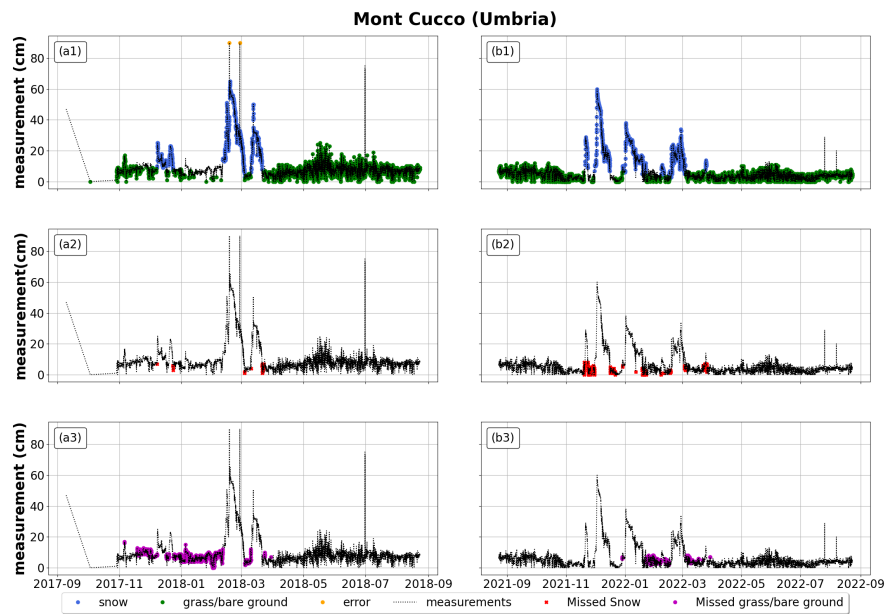 Mont Cucco (Umbria)
measurement (cm)
80
60
40
20
0
(a1)
(b1)
measurement(cm)
80
60
40
20
0
(a2)
(b2)
measurement (cm)
80
60
40
20
0
(a3)
(b3)
2017-09 2017-11 2018-01 2018-03 2018-05 2018-07 2018-09 2021-09 2021-11 2022-01 2022-03 2022-05 2022-07 2022-09
snow grass/bare ground error measurements Missed Snow Missed grass/bare ground